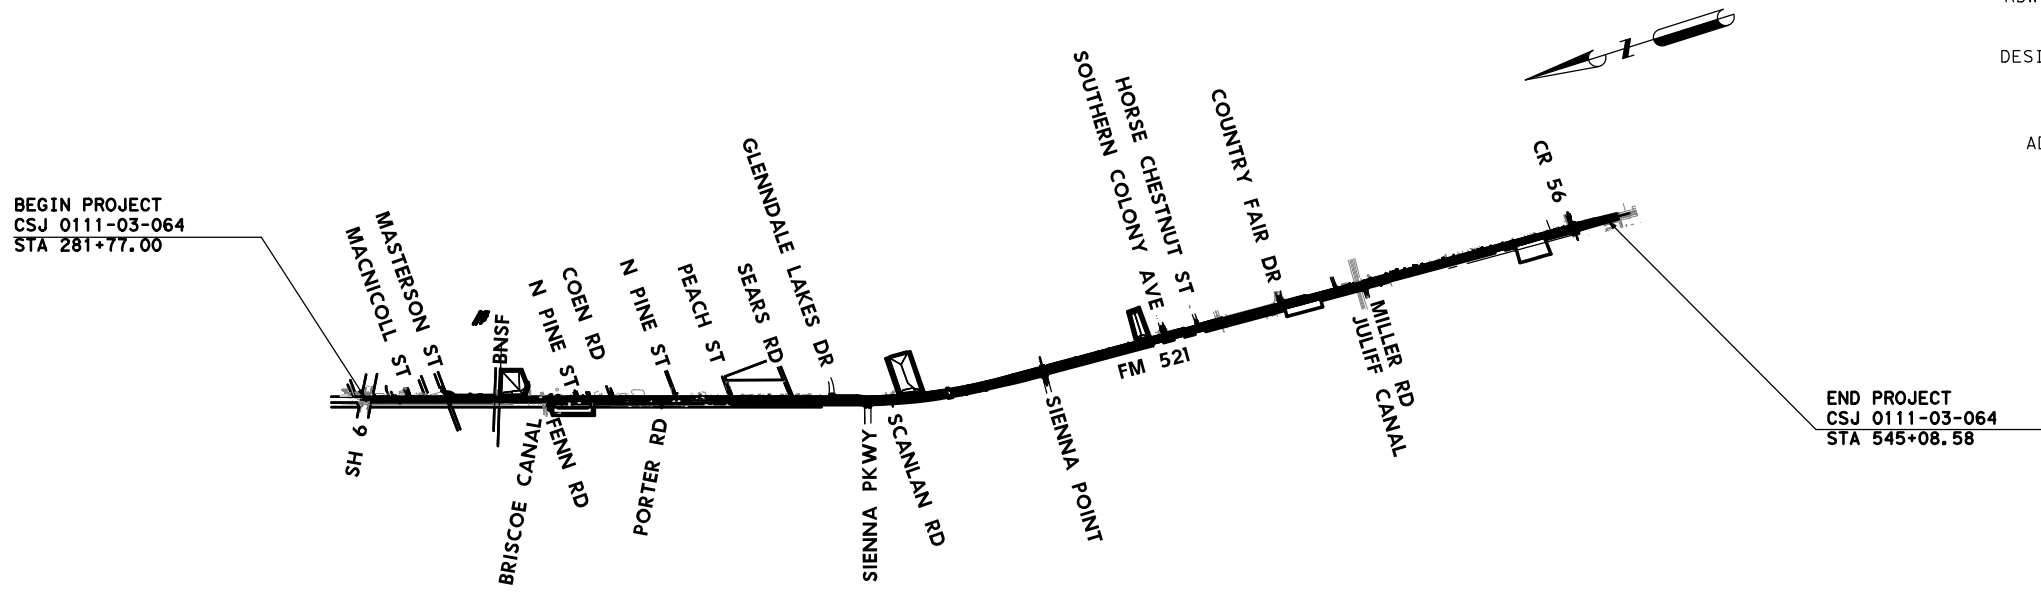 DESI
BEGIN PROJECT
CSJ 0111-03-064
STA 281+77.00
MACNICOLL ST
MASTERSON ST
BNSF
N PINE ST
COEN RD
N PINE ST
PEACH ST
SEARS RD
GLENNDALE LAKES DR
SOUTHERN COLONY AVE
HORSE CHESTNUT ST
COUNTRY FAIR DR
CR 56
Z
SH 6
BRISCOE CANAL
FENN RD
PORTER RD
SIENNA PKWY
SCANLAN RD
SIENNA POINT
FM 521
MILLER RD
JULIFF CANAL
END PROJECT
CSJ 0111-03-064
STA 545+08.58